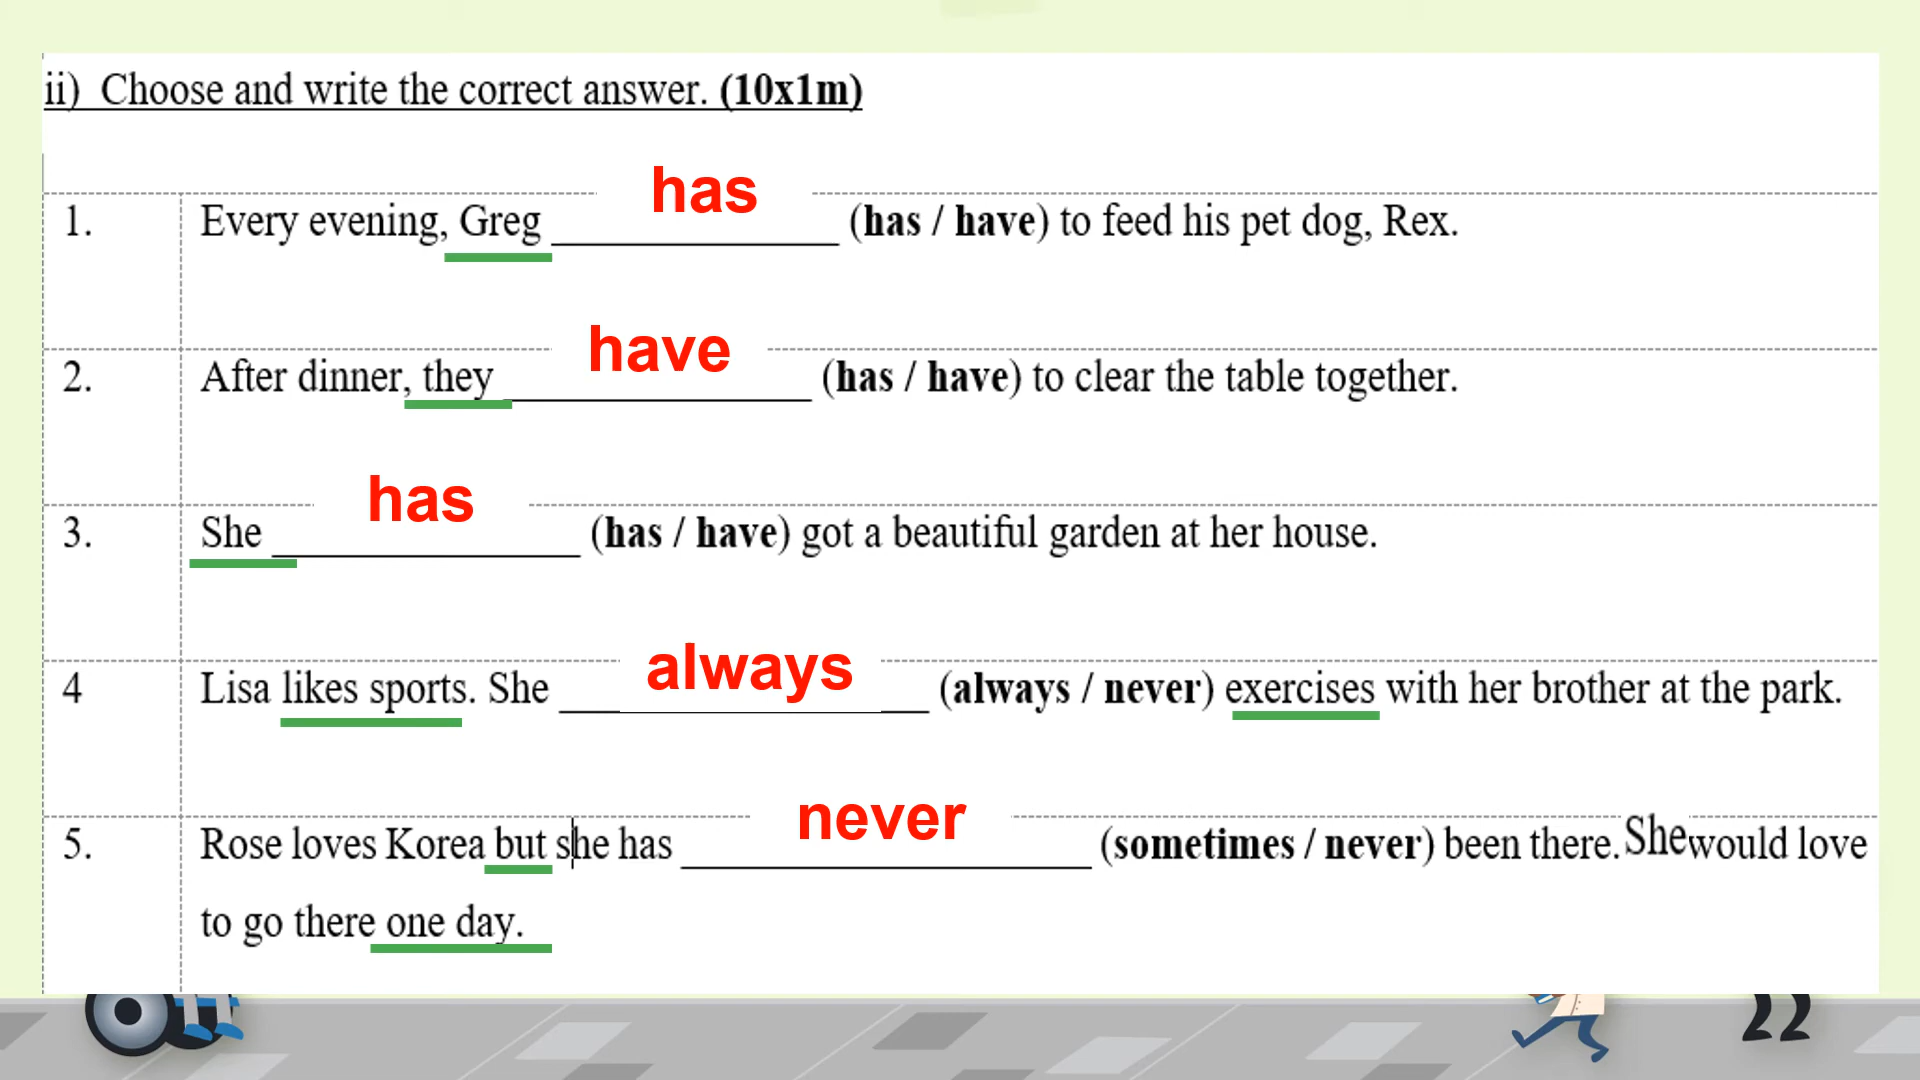 ii) Choose and write the correct answer. (10x1m)
has
1. Every evening, Greg ____________ (has / have) to feed his pet dog, Rex.
have
2. After dinner, they ____________ (has / have) to clear the table together.
has
3. She ____________ (has / have) got a beautiful garden at her house.
always
4 Lisa likes sports. She ____________ (always / never) exercises with her brother at the park.
never
5. Rose loves Korea but she has ____________ (sometimes / never) been there. She would love
to go there one day.